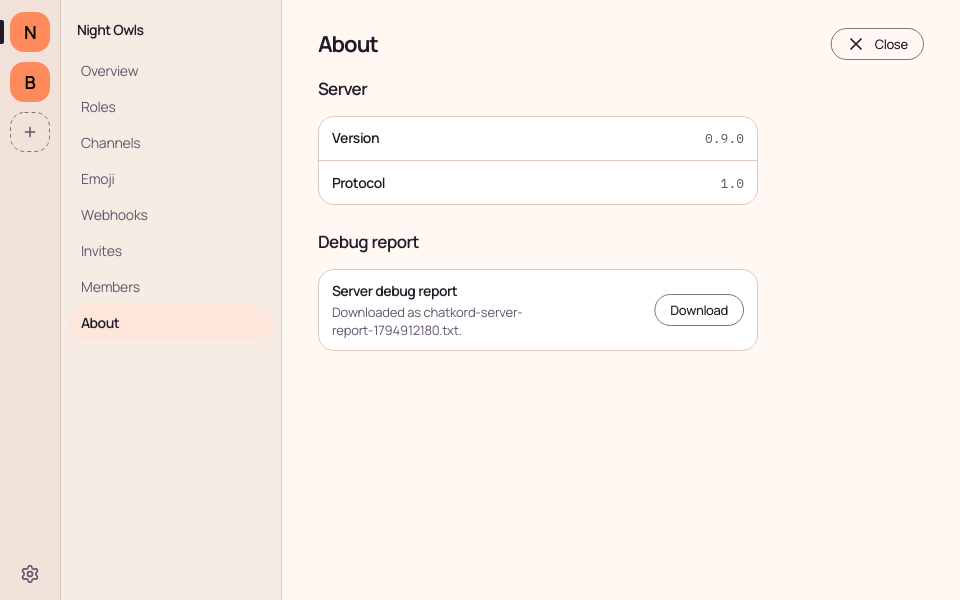 N
B
Night Owls
Overview
Roles
Channels
Emoji
Webhooks
Invites
Members
About
About
Close
Server
Version
0.9.0
Protocol
1.0
Debug report
Server debug report
Downloaded as chatkord-server-
report-1794912180.txt.
Download